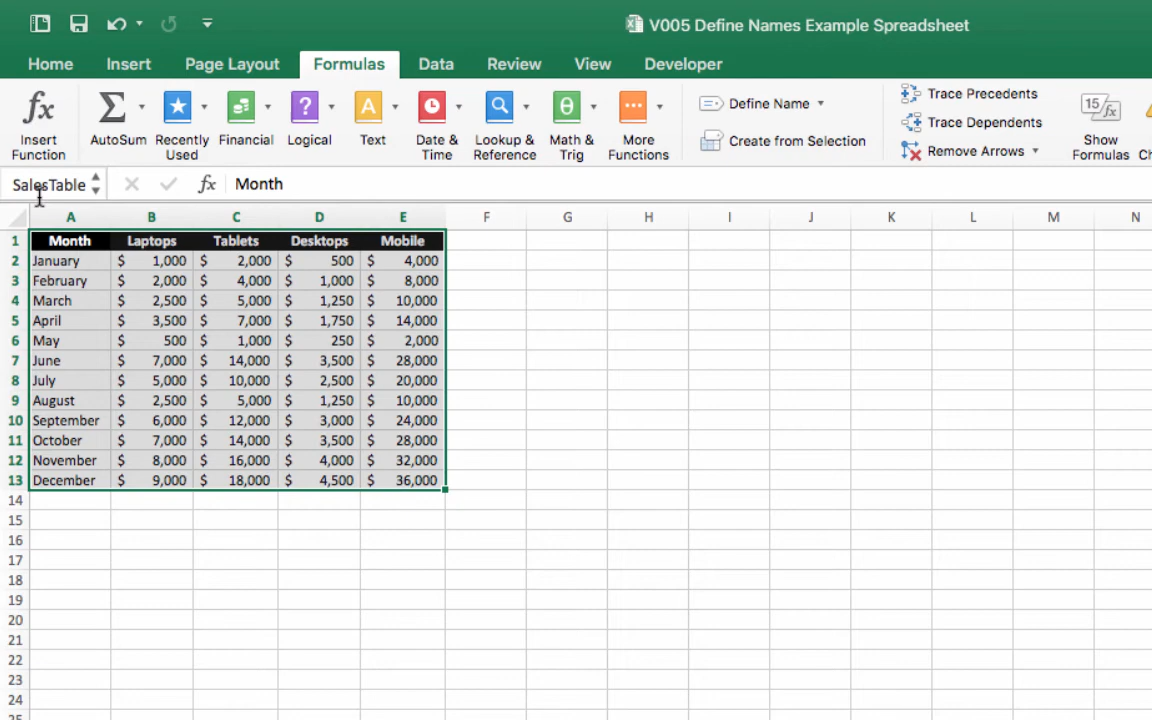 V005 Define Names Example Spreadsheet
Home Insert Page Layout Formulas Data Review View Developer
fx Σ ? A θ 15 fx
Insert Function AutoSum Recently Used Financial Logical Text Date & Time Lookup & Reference Math & Trig More Functions
Define Name
Create from Selection
Trace Precedents
Trace Dependents
Remove Arrows
Show Formulas
SalesTable fx Month
A B C D E F G H I J K L M N
1 Month Laptops Tablets Desktops Mobile
2 January $ 1,000 $ 2,000 $ 500 $ 4,000
3 February $ 2,000 $ 4,000 $ 1,000 $ 8,000
4 March $ 2,500 $ 5,000 $ 1,250 $ 10,000
5 April $ 3,500 $ 7,000 $ 1,750 $ 14,000
6 May $ 500 $ 1,000 $ 250 $ 2,000
7 June $ 7,000 $ 14,000 $ 3,500 $ 28,000
8 July $ 5,000 $ 10,000 $ 2,500 $ 20,000
9 August $ 2,500 $ 5,000 $ 1,250 $ 10,000
10 September $ 6,000 $ 12,000 $ 3,000 $ 24,000
11 October $ 7,000 $ 14,000 $ 3,500 $ 28,000
12 November $ 8,000 $ 16,000 $ 4,000 $ 32,000
13 December $ 9,000 $ 18,000 $ 4,500 $ 36,000
14
15
16
17
18
19
20
21
22
23
24